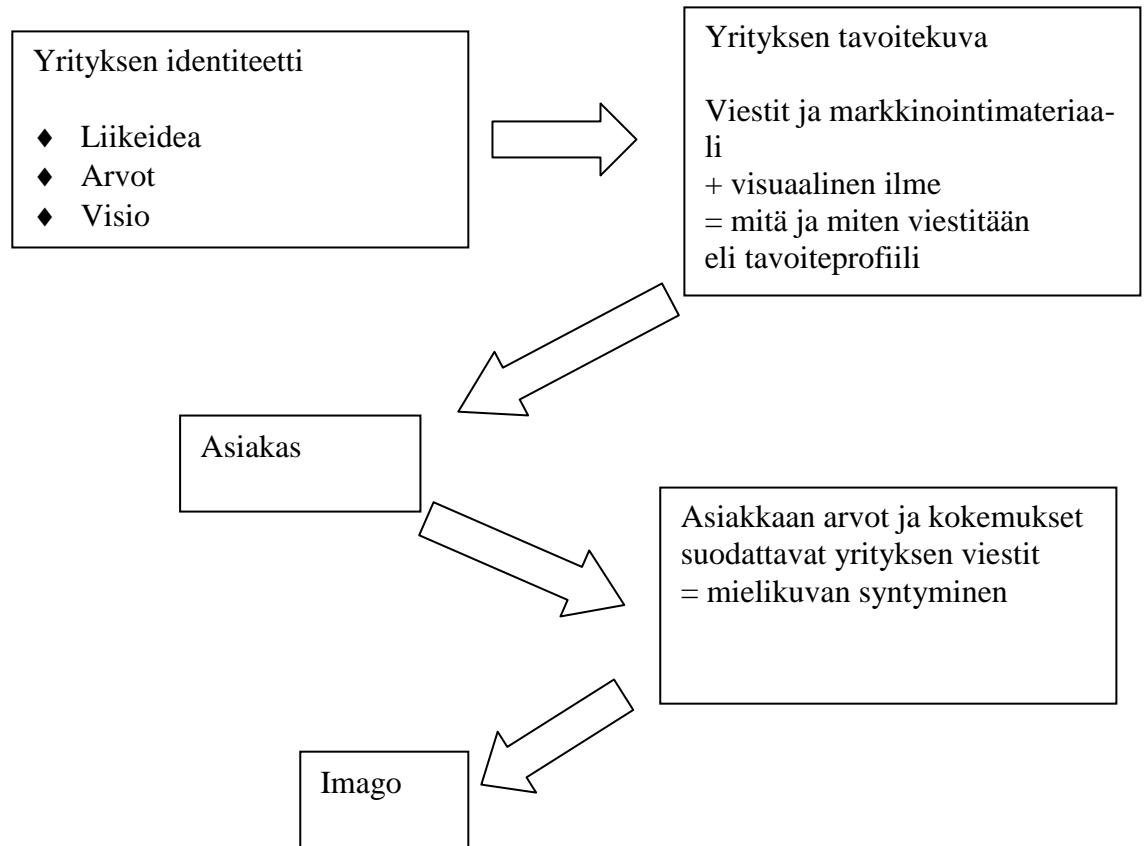 Yrityksen identiteetti
♦ Liikeidea
♦ Arvot
♦ Visio
Yrityksen tavoitekuva
Viestit ja markkinointimateriaa-
li
+ visuaalinen ilme
= mitä ja miten viestitään
eli tavoiteprofiili
Asiakas
Asiakkaan arvot ja kokemukset
suodattavat yrityksen viestit
= mielikuvan syntyminen
Imago